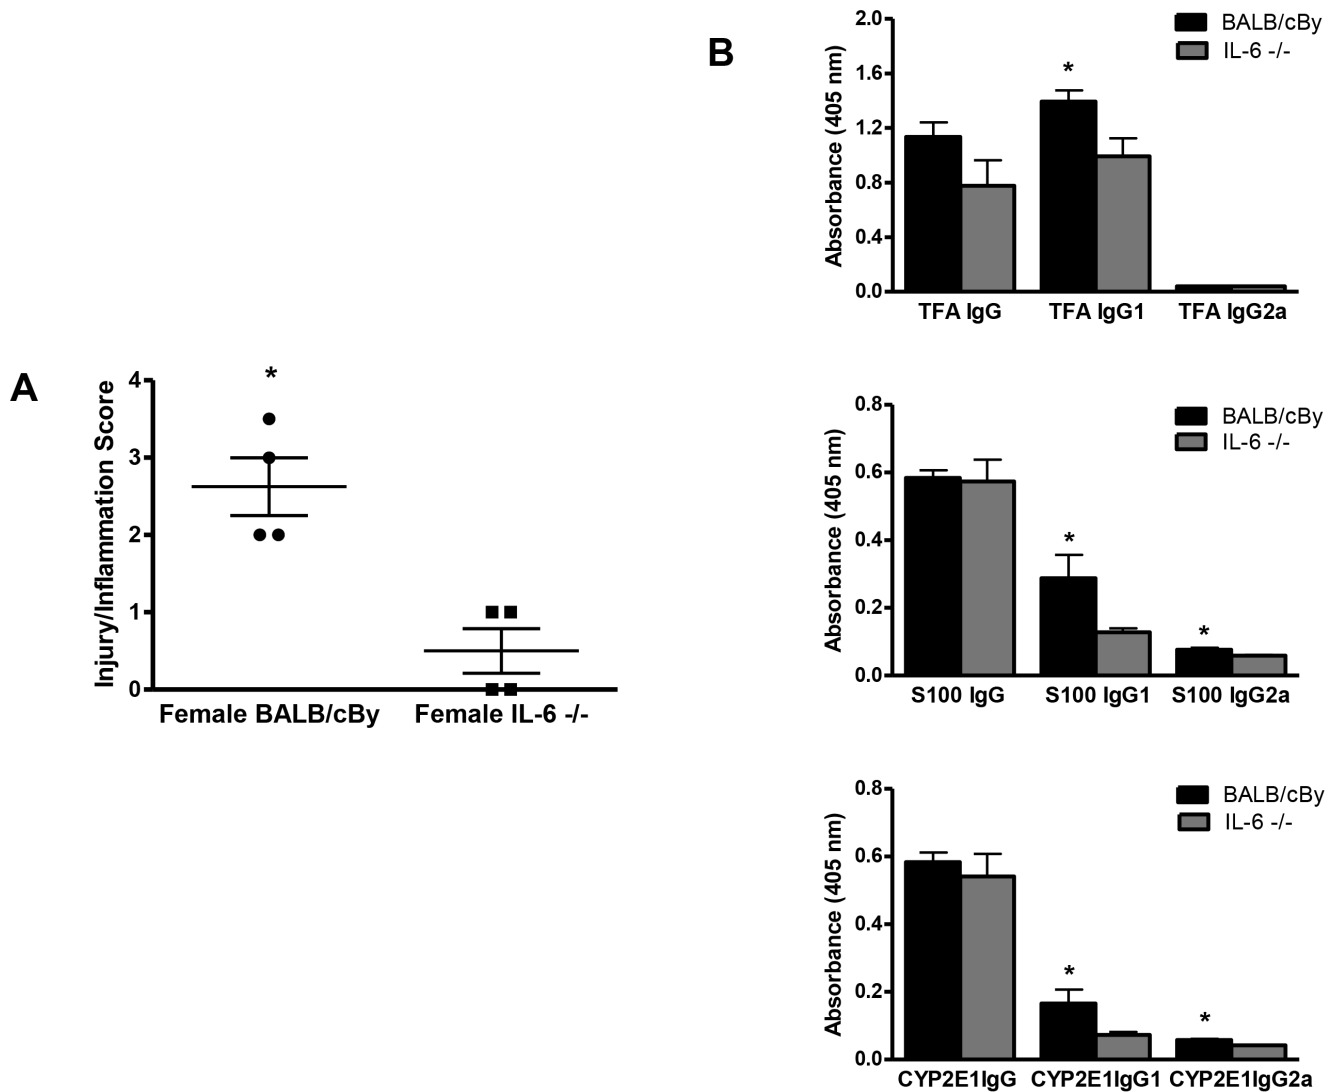 A
Injury/Inflammation Score
4
3
2
1
0
*
Female BALB/cBy
Female IL-6 -/-
B
Absorbance (405 nm)
2.0
1.6
1.2
0.8
0.4
0.0
BALB/cBy
IL-6 -/-
*
TFA IgG
TFA IgG1
TFA IgG2a
Absorbance (405 nm)
0.8
0.6
0.4
0.2
0.0
BALB/cBy
IL-6 -/-
*
*
S100 IgG
S100 IgG1
S100 IgG2a
Absorbance (405 nm)
0.8
0.6
0.4
0.2
0.0
BALB/cBy
IL-6 -/-
*
*
CYP2E1IgG
CYP2E1IgG1
CYP2E1IgG2a